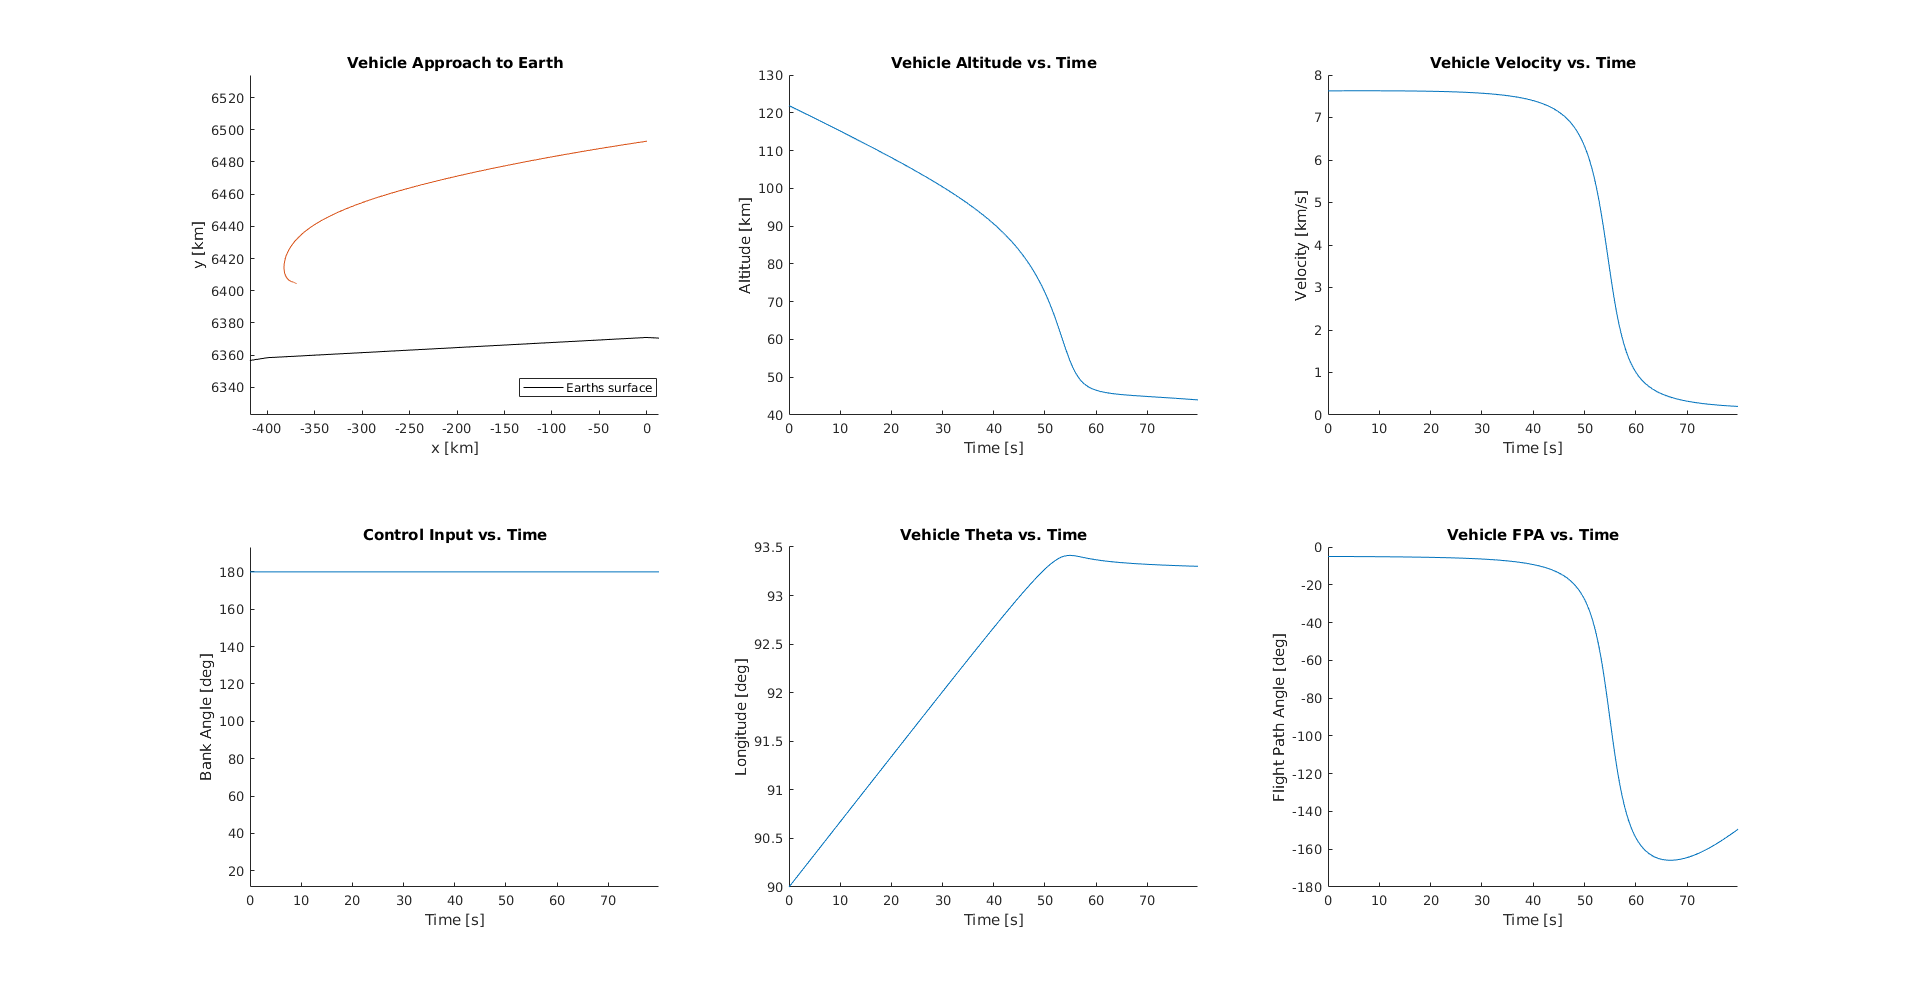 Vehicle Approach to Earth
6520
6500
6480
6460
6440
6420
6400
6380
6360
6340
y [km]
Earths surface
-400 -350 -300 -250 -200 -150 -100 -50 0
x [km]
Vehicle Altitude vs. Time
130
120
110
100
90
80
70
60
50
40
Altitude [km]
0 10 20 30 40 50 60 70
Time [s]
Vehicle Velocity vs. Time
8
7
6
5
4
3
2
1
0
Velocity [km/s]
0 10 20 30 40 50 60 70
Time [s]
Control Input vs. Time
180
160
140
120
100
80
60
40
20
Bank Angle [deg]
0 10 20 30 40 50 60 70
Time [s]
Vehicle Theta vs. Time
93.5
93
92.5
92
91.5
91
90.5
90
Longitude [deg]
0 10 20 30 40 50 60 70
Time [s]
Vehicle FPA vs. Time
0
-20
-40
-60
-80
-100
-120
-140
-160
-180
Flight Path Angle [deg]
0 10 20 30 40 50 60 70
Time [s]